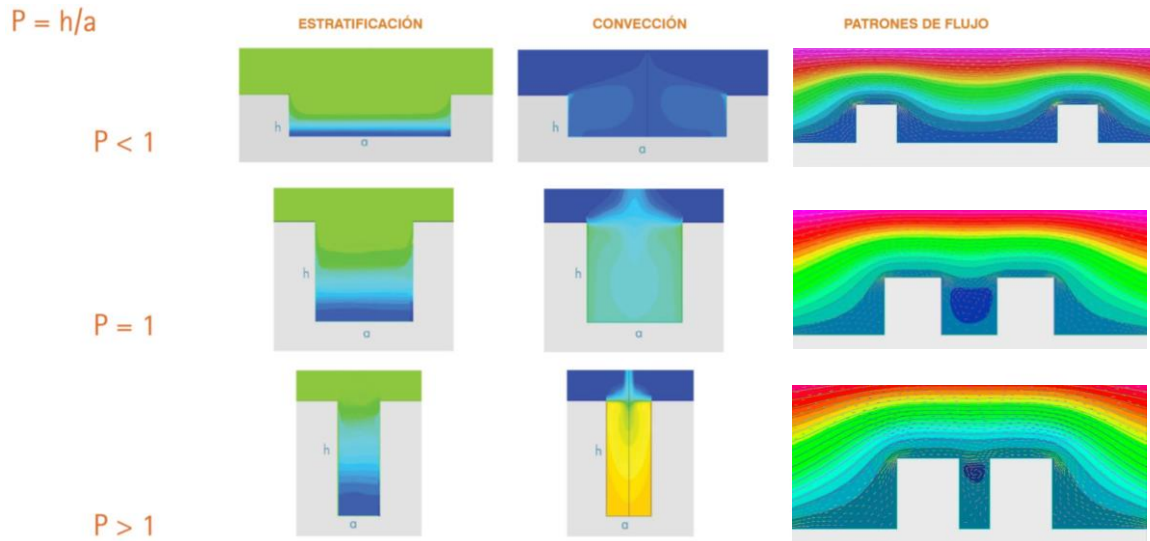 P = h/a
ESTRATIFICACIÓN
CONVECCIÓN
PATRONES DE FLUJO
P < 1
h
a
h
a
P = 1
h
a
h
a
P > 1
h
a
h
a